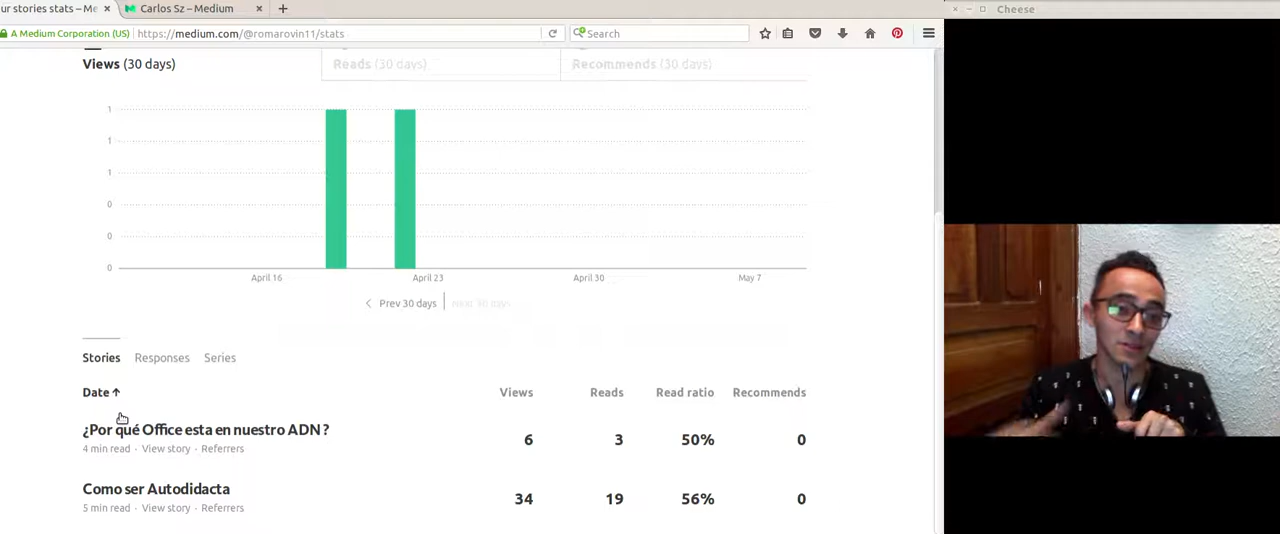 ur stories stats – Me
Carlos Sz – Medium
A Medium Corporation (US)
https://medium.com/@romarovin11/stats
Search
Cheese
Views (30 days)
Reads (30 days)
Recommends (30 days)
1
1
1
0
0
0
April 16
April 23
April 30
May 7
Prev 30 days
next 30 days
Stories Responses Series
Date ↑ Views Reads Read ratio Recommends
¿Por qué Office esta en nuestro ADN ?
4 min read · View story · Referrers
6 3 50% 0
Como ser Autodidacta
5 min read · View story · Referrers
34 19 56% 0